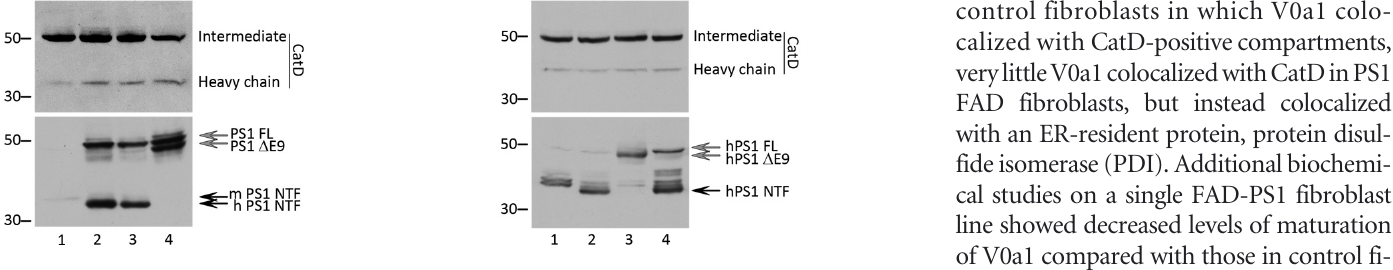 50
Intermediate
CatD
Heavy chain
30
50
PS1 FL
PS1 ΔE9
m PS1 NTF
h PS1 NTF
30
1 2 3 4
50
Intermediate
CatD
Heavy chain
30
50
hPS1 FL
hPS1 ΔE9
hPS1 NTF
30
1 2 3 4
control fibroblasts in which V0a1 colo-
calized with CatD-positive compartments,
very little V0a1 colocalized with CatD in PS1
FAD fibroblasts, but instead colocalized
with an ER-resident protein, protein disul-
fide isomerase (PDI). Additional biochemi-
cal studies on a single FAD-PS1 fibroblast
line showed decreased levels of maturation
of V0a1 compared with those in control fi-